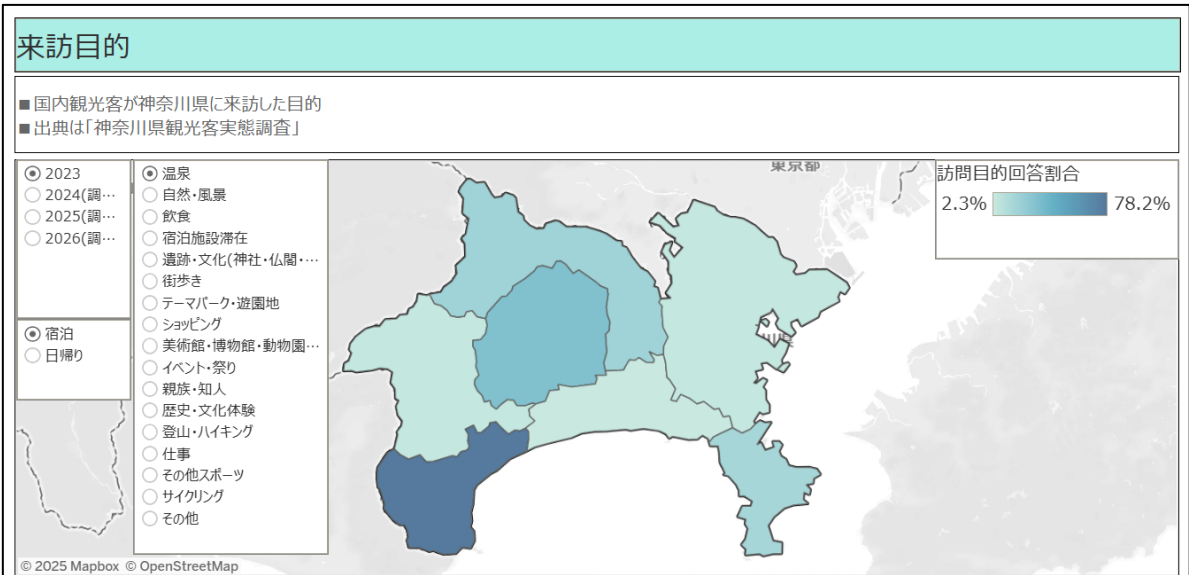 来訪目的
■国内観光客が神奈川県に来訪した目的
■出典は「神奈川県観光客実態調査」
2023
2024(調…
2025(調…
2026(調…
宿泊
日帰り
温泉
自然・風景
飲食
宿泊施設滞在
遺跡・文化(神社・仏閣・…
街歩き
テーマパーク・遊園地
ショッピング
美術館・博物館・動物園…
イベント・祭り
親族・知人
歴史・文化体験
登山・ハイキング
仕事
その他スポーツ
サイクリング
その他
東京都
訪問目的回答割合
2.3% 78.2%
© 2025 Mapbox © OpenStreetMap